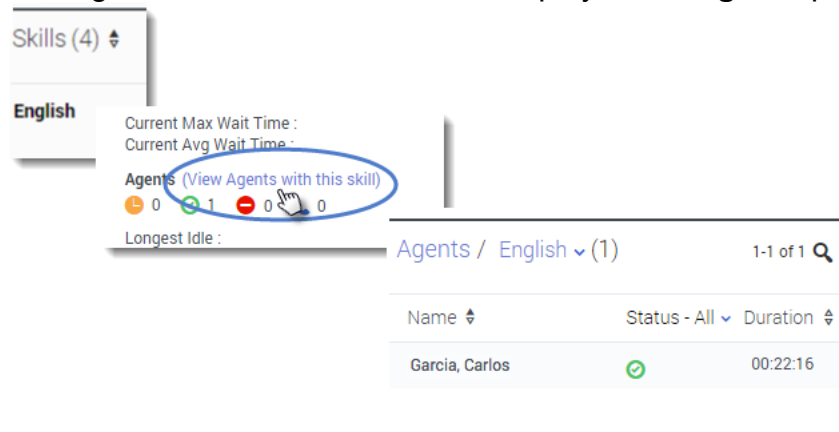 Skills (4)
English
Current Max Wait Time :
Current Avg Wait Time :
Agents (View Agents with this skill)
0 1 0 0
Longest Idle :
Agents / English (1) 1-1 of 1
Name Status - All Duration
Garcia, Carlos 00:22:16